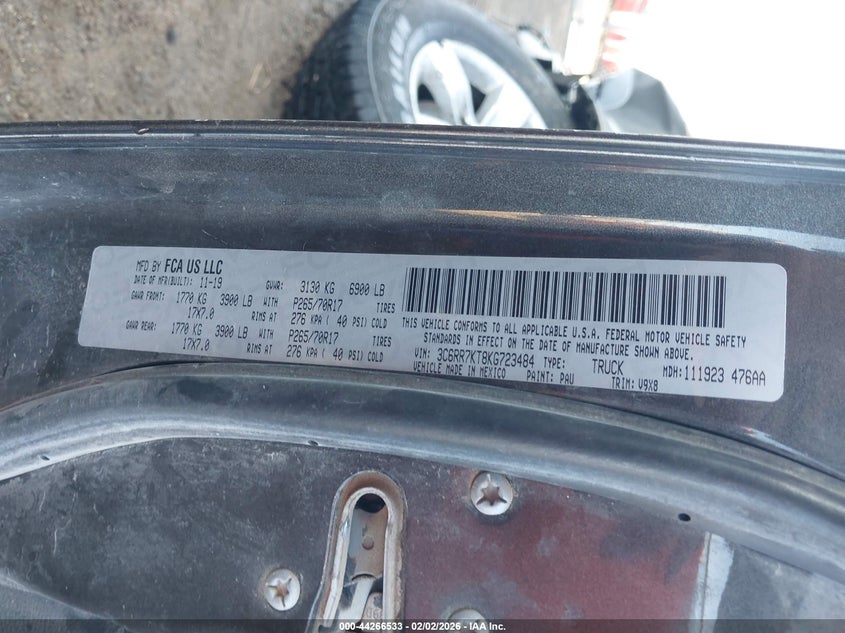 MFD BY FCA US LLC
DATE OF MFR(BUILT): 11-19 GVWR: 3130 KG 6900 LB
GAWR FRONT: 1770 KG 3900 LB WITH P265/70R17 TIRES
17X7.0 RIMS AT 276 KPA ( 40 PSI) COLD
GAWR REAR: 1770 KG 3900 LB WITH P265/70R17 TIRES
17X7.0 RIMS AT 276 KPA ( 40 PSI) COLD
THIS VEHICLE CONFORMS TO ALL APPLICABLE U.S.A. FEDERAL MOTOR VEHICLE SAFETY
STANDARDS IN EFFECT ON THE DATE OF MANUFACTURE SHOWN ABOVE.
VIN: 3C6RR7KT8KG723484 TYPE: TRUCK MDH:111923 476AA
VEHICLE MADE IN MEXICO PAINT: PAU TRIM: V9X8
000-44266533 - 02/02/2026 - IAA Inc.